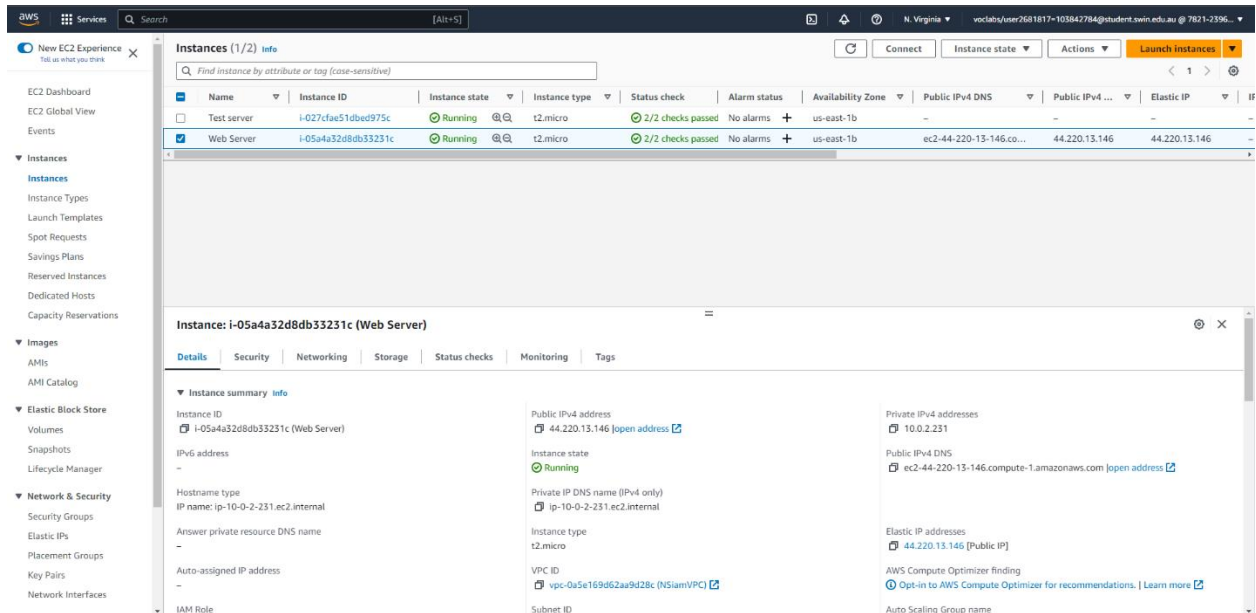 aws Services Search [Alt+S] N. Virginia ▼ voclabs/user2681817=103842784@student.swin.edu.au @ 7821-2396... ▼
New EC2 Experience
Tell us what you think
EC2 Dashboard
EC2 Global View
Events
▼ Instances
Instances
Instance Types
Launch Templates
Spot Requests
Savings Plans
Reserved Instances
Dedicated Hosts
Capacity Reservations
▼ Images
AMIs
AMI Catalog
▼ Elastic Block Store
Volumes
Snapshots
Lifecycle Manager
▼ Network & Security
Security Groups
Elastic IPs
Placement Groups
Key Pairs
Network Interfaces
Instances (1/2) Info Connect Instance state ▼ Actions ▼ Launch instances ▼
Find instance by attribute or tag (case-sensitive) < 1 >
Name Instance ID Instance state Instance type Status check Alarm status Availability Zone Public IPv4 DNS Public IPv4 ... Elastic IP IP
Test server i-027cfae51dbed975c Running t2.micro 2/2 checks passed No alarms + us-east-1b – – – –
Web Server i-05a4a32d8db33231c Running t2.micro 2/2 checks passed No alarms + us-east-1b ec2-44-220-13-146.co... 44.220.13.146 44.220.13.146 –
Instance: i-05a4a32d8db33231c (Web Server)
Details Security Networking Storage Status checks Monitoring Tags
▼ Instance summary Info
Instance ID Public IPv4 address Private IPv4 addresses
i-05a4a32d8db33231c (Web Server) 44.220.13.146 |open address 10.0.2.231
IPv6 address Instance state Public IPv4 DNS
– Running ec2-44-220-13-146.compute-1.amazonaws.com |open address
Hostname type Private IP DNS name (IPv4 only)
IP name: ip-10-0-2-231.ec2.internal ip-10-0-2-231.ec2.internal
Answer private resource DNS name Instance type Elastic IP addresses
– t2.micro 44.220.13.146 [Public IP]
Auto-assigned IP address VPC ID AWS Compute Optimizer finding
– vpc-0a5e169d62aa9d28c (NSiamVPC) Opt-in to AWS Compute Optimizer for recommendations. | Learn more
IAM Role Subnet ID Auto Scaling Group name